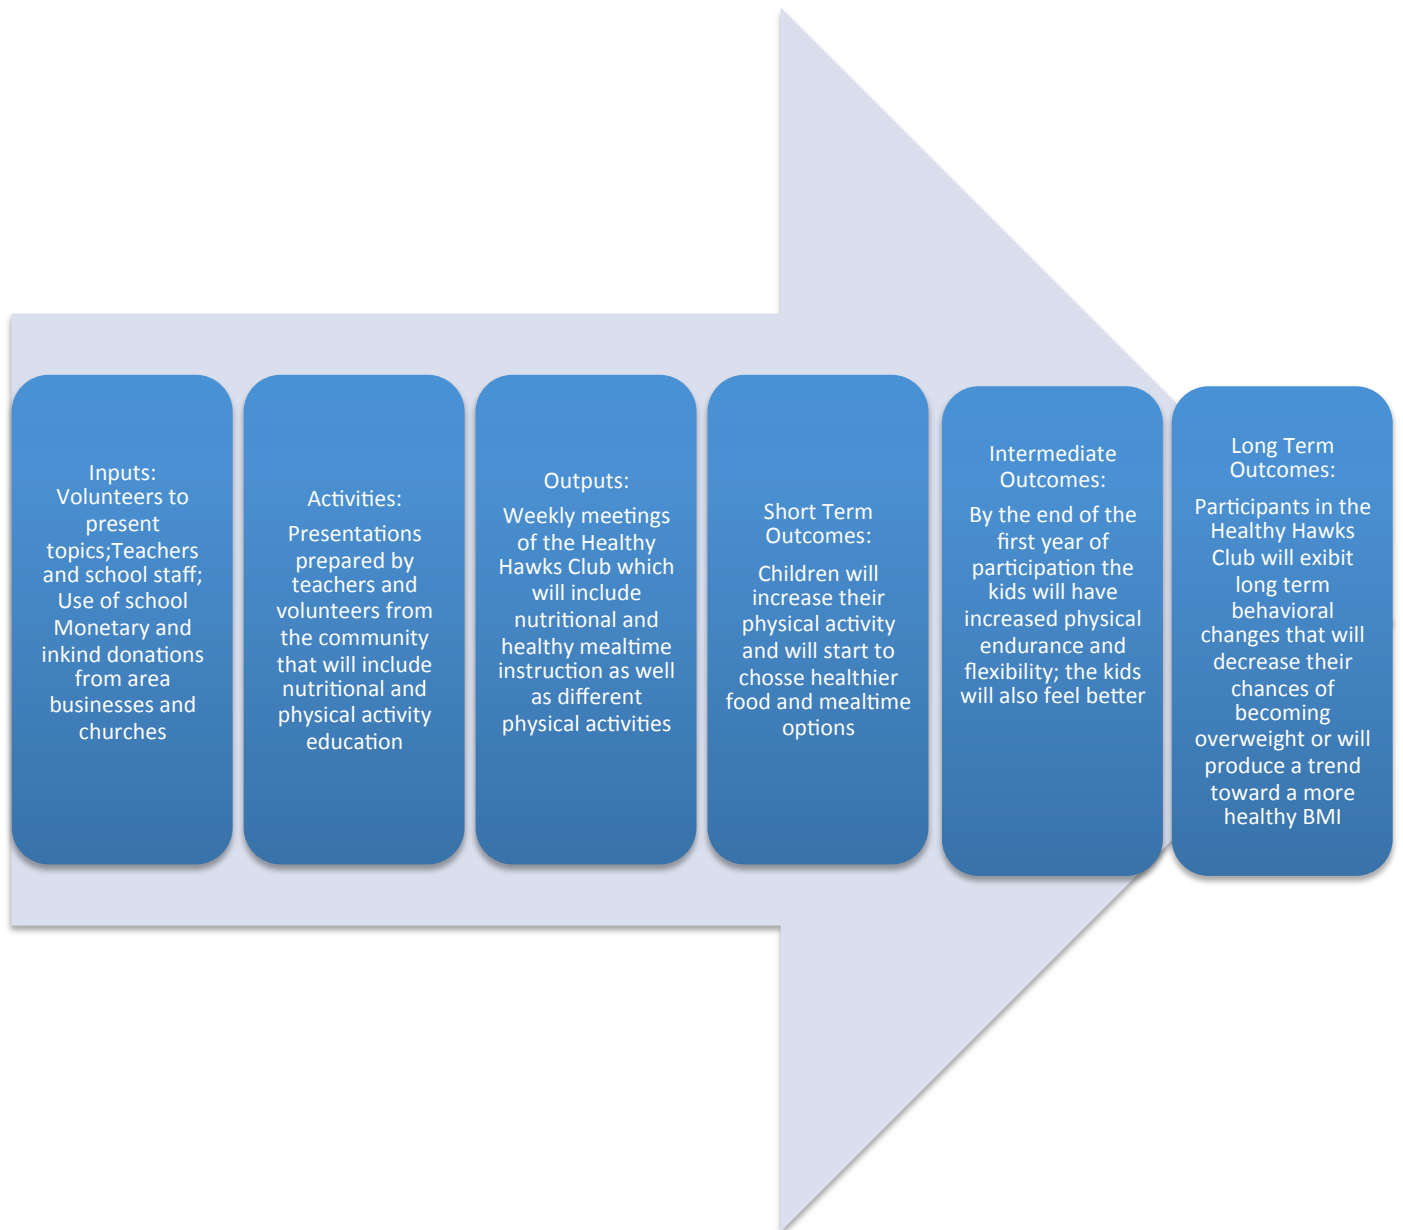 Inputs:
Volunteers to
present
topics;Teachers
and school staff;
Use of school
Monetary and
inkind donations
from area
businesses and
churches
Activities:
Presentations
prepared by
teachers and
volunteers from
the community
that will include
nutritional and
physical activity
education
Outputs:
Weekly meetings
of the Healthy
Hawks Club which
will include
nutritional and
healthy mealtime
instruction as well
as different
physical activities
Short Term
Outcomes:
Children will
increase their
physical activity
and will start to
chosse healthier
food and mealtime
options
Intermediate
Outcomes:
By the end of the
first year of
participation the
kids will have
increased physical
endurance and
flexibility; the kids
will also feel better
Long Term
Outcomes:
Participants in the
Healthy Hawks
Club will exibit
long term
behavioral
changes that will
decrease their
chances of
becoming
overweight or will
produce a trend
toward a more
healthy BMI